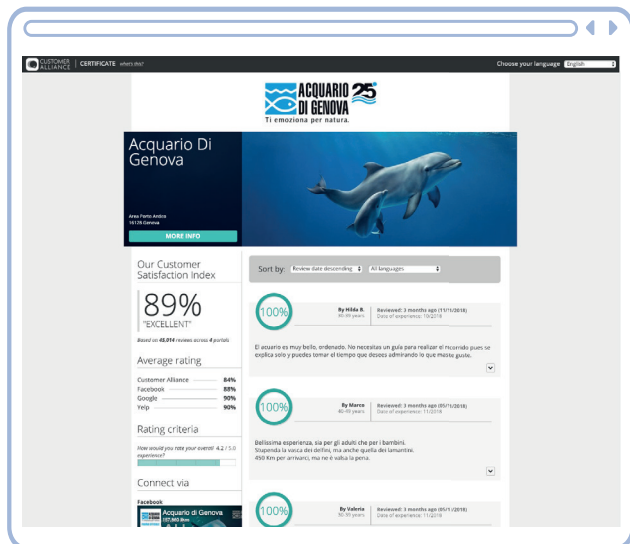 CUSTOMER ALLIANCE CERTIFICATE what's this?
Choose your language English
ACQUARIO DI GENOVA 25°
Ti emoziona per natura.
Acquario Di
Genova
Area Porto Antico
16128 Genova
MORE INFO
Our Customer
Satisfaction Index
89%
"EXCELLENT"
Based on 45,014 reviews across 4 portals
Average rating
Customer Alliance 84%
Facebook 88%
Google 90%
Yelp 90%
Rating criteria
How would you rate your overall 4.2 / 5.0
experience?
Connect via
Facebook
Acquario di Genova
Sort by: Review date descending All languages
100%
By Hilda B.
Reviewed: 3 months ago (11/11/2018)
Date of experience: 10/2018
El acuario es muy bello, ordenado. No necesitas un guía para realizar el recorrido pues se
explica solo y puedes tomar el tiempo que desees admirando lo que maste guste.
100%
By Marco
40-49 years
Reviewed: 3 months ago (05/11/2018)
Date of experience: 11/2018
Bellissima esperienza, sia per gli adulti che per i bambini.
Stupenda la vasca dei delfini, ma anche quella dei lamantini.
450 Km per arrivarci, ma ne è valsa la pena.
100%
By Valeria
Reviewed: 3 months ago (05/11/2018)
Date of experience: 11/2018